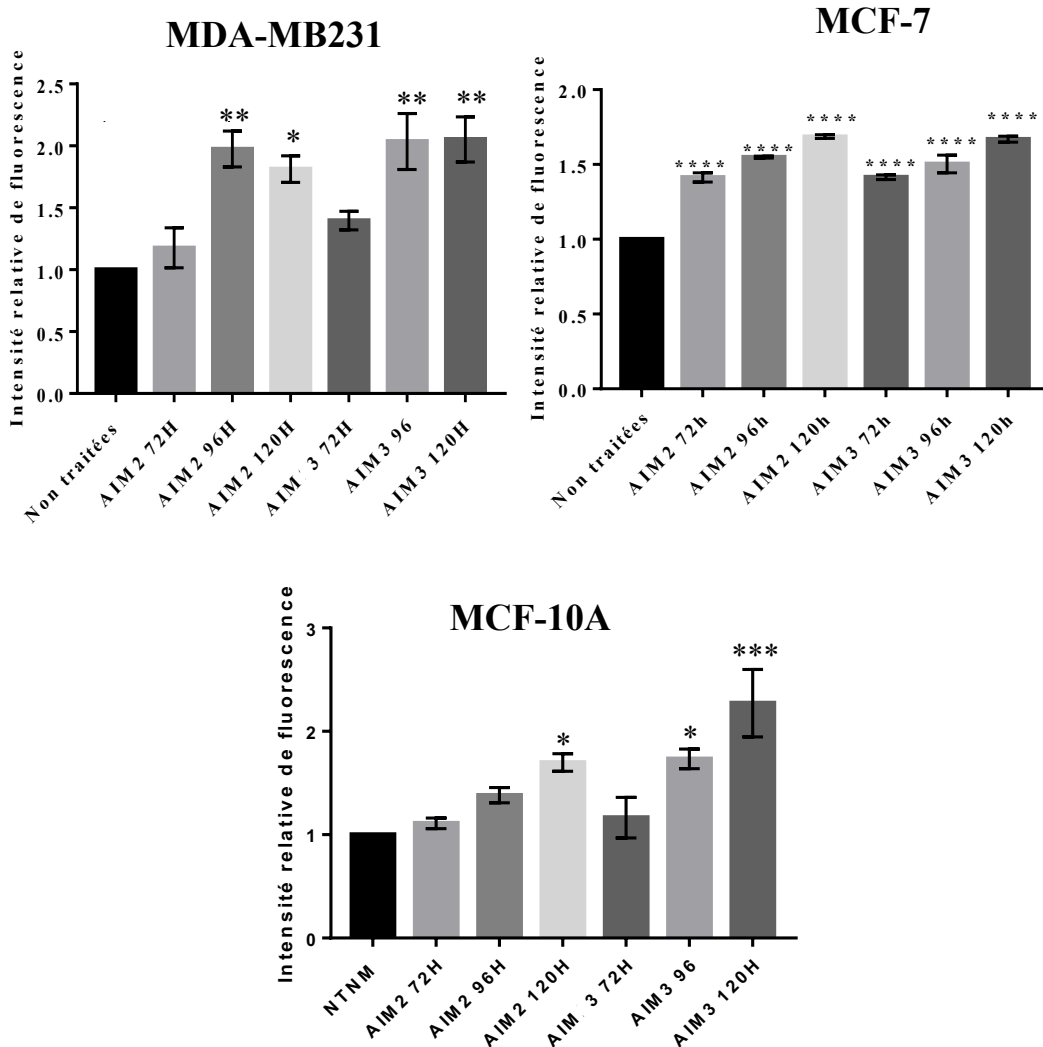 MDA-MB231
Intensité relative de fluorescence
2.5
2.0
1.5
1.0
0.5
0.0
**
*
**
**
Non traitées
AIM2 72H
AIM2 96H
AIM2 120H
AIM 3 72H
AIM3 96
AIM3 120H
MCF-7
Intensité relative de fluorescence
2.0
1.5
1.0
0.5
0.0
****
****
****
****
****
****
Non traitées
AIM2 72h
AIM2 96h
AIM2 120h
AIM3 72h
AIM3 96h
AIM3 120h
MCF-10A
Intensité relative de fluorescence
3
2
1
0
*
*
***
NTNM
AIM2 72H
AIM2 96H
AIM2 120H
AIM 3 72H
AIM3 96
AIM3 120H